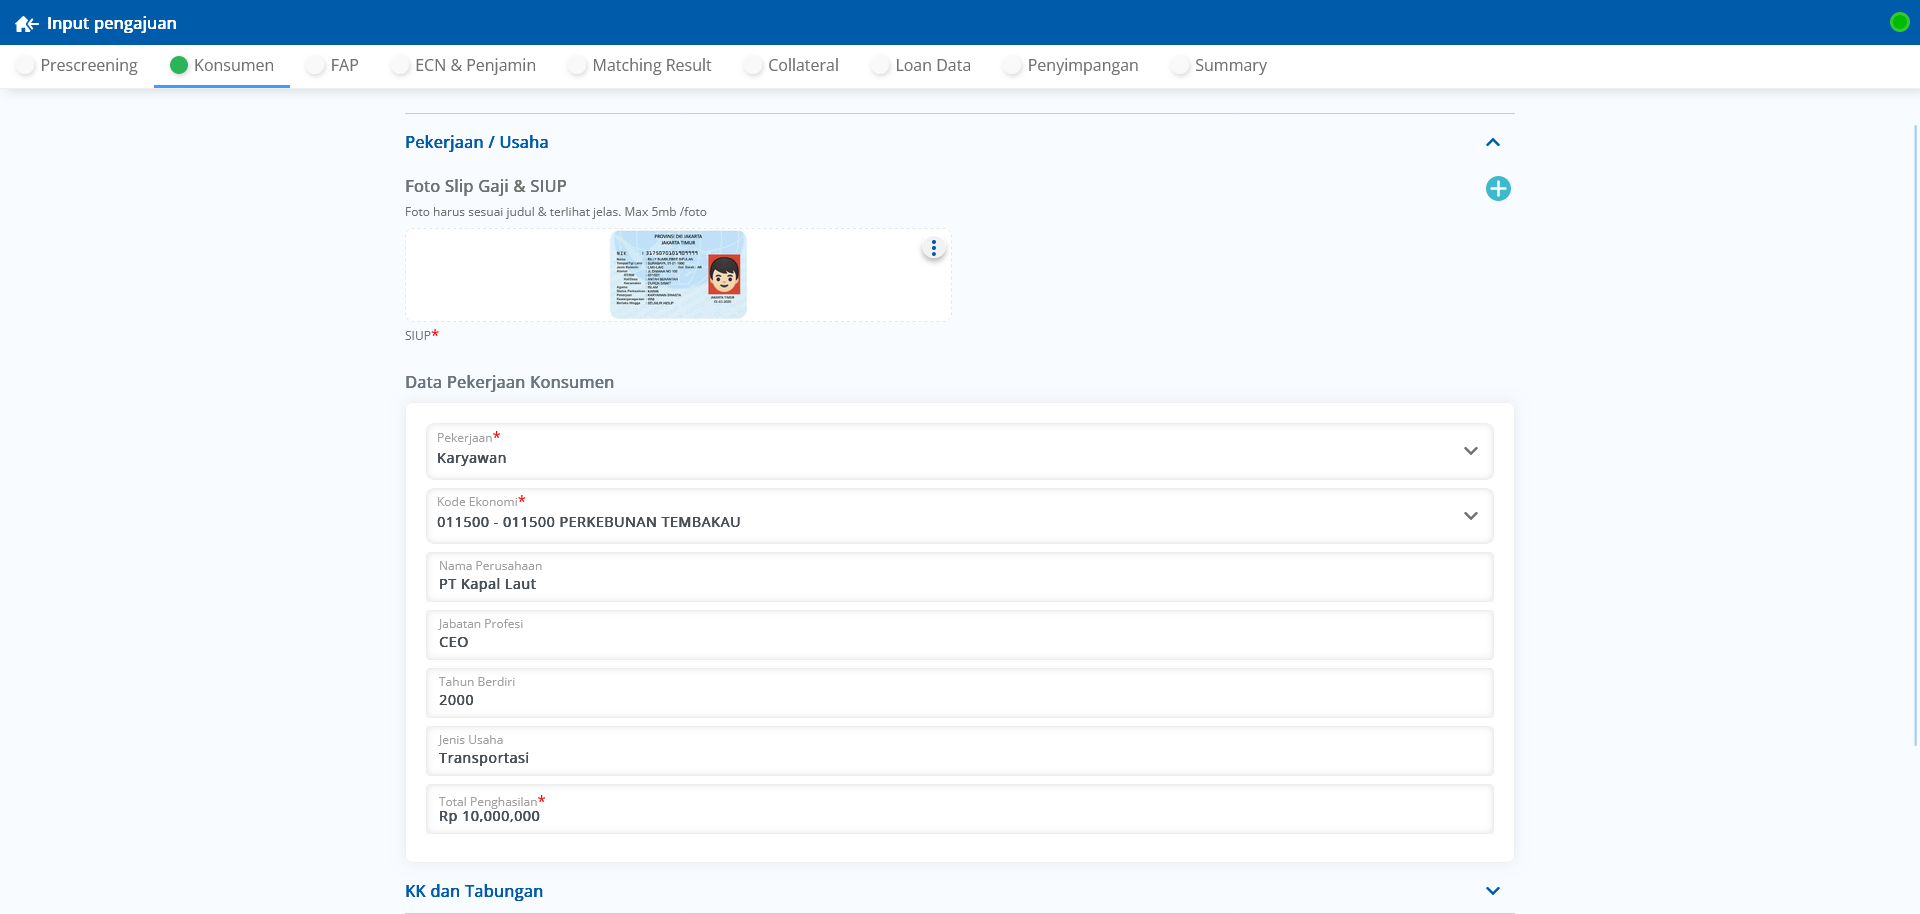 Input pengajuan
Prescreening
Konsumen
FAP
ECN & Penjamin
Matching Result
Collateral
Loan Data
Penyimpangan
Summary
Pekerjaan / Usaha
Foto Slip Gaji & SIUP
Foto harus sesuai judul & terlihat jelas. Max 5mb /foto
PROVINSI DKI JAKARTA
JAKARTA TIMUR
NIK
SIUP*
Data Pekerjaan Konsumen
Pekerjaan*
Karyawan
Kode Ekonomi*
011500 - 011500 PERKEBUNAN TEMBAKAU
Nama Perusahaan
PT Kapal Laut
Jabatan Profesi
CEO
Tahun Berdiri
2000
Jenis Usaha
Transportasi
Total Penghasilan*
Rp 10,000,000
KK dan Tabungan